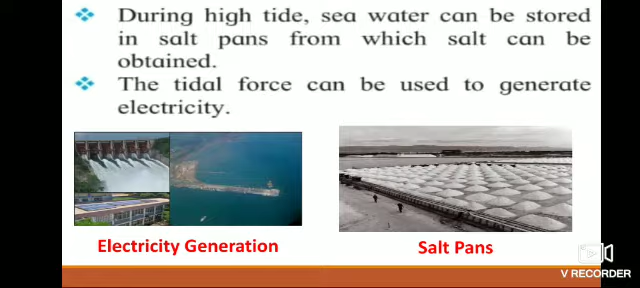 During high tide, sea water can be stored
in salt pans from which salt can be
obtained.
The tidal force can be used to generate
electricity.
Electricity Generation
Salt Pans
V RECORDER